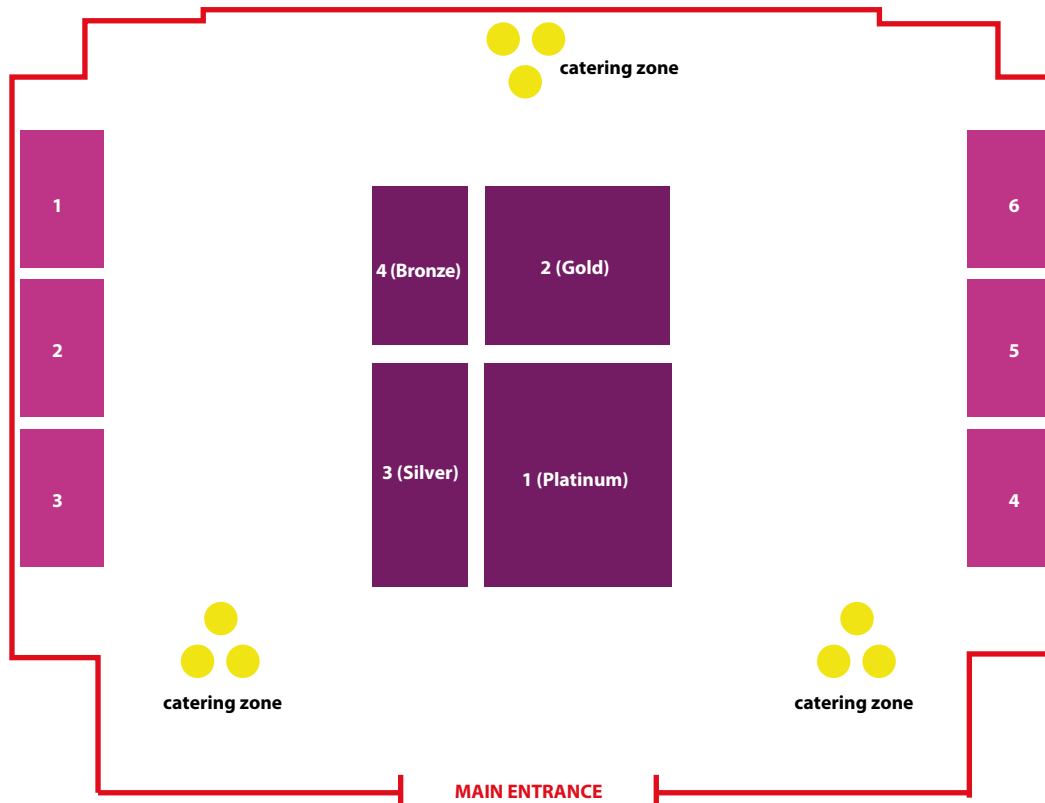 catering zone
1
6
4 (Bronze)
2 (Gold)
2
5
3 (Silver)
1 (Platinum)
3
4
catering zone
catering zone
MAIN ENTRANCE